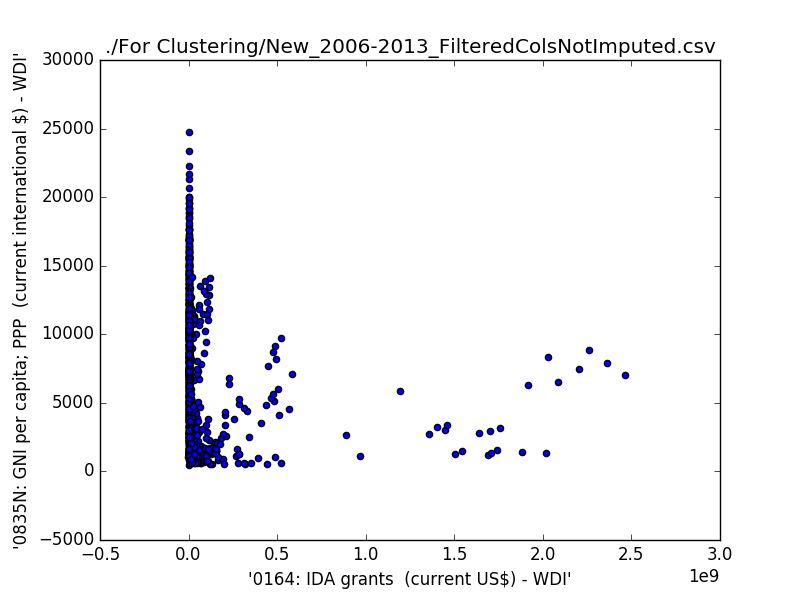 ./For Clustering/New_2006-2013_FilteredColsNotImputed.csv
30000
25000
20000
15000
10000
5000
0
−5000
'0835N: GNI per capita; PPP  (current international $) - WDI'
−0.5 0.0 0.5 1.0 1.5 2.0 2.5 3.0
1e9
'0164: IDA grants  (current US$) - WDI'